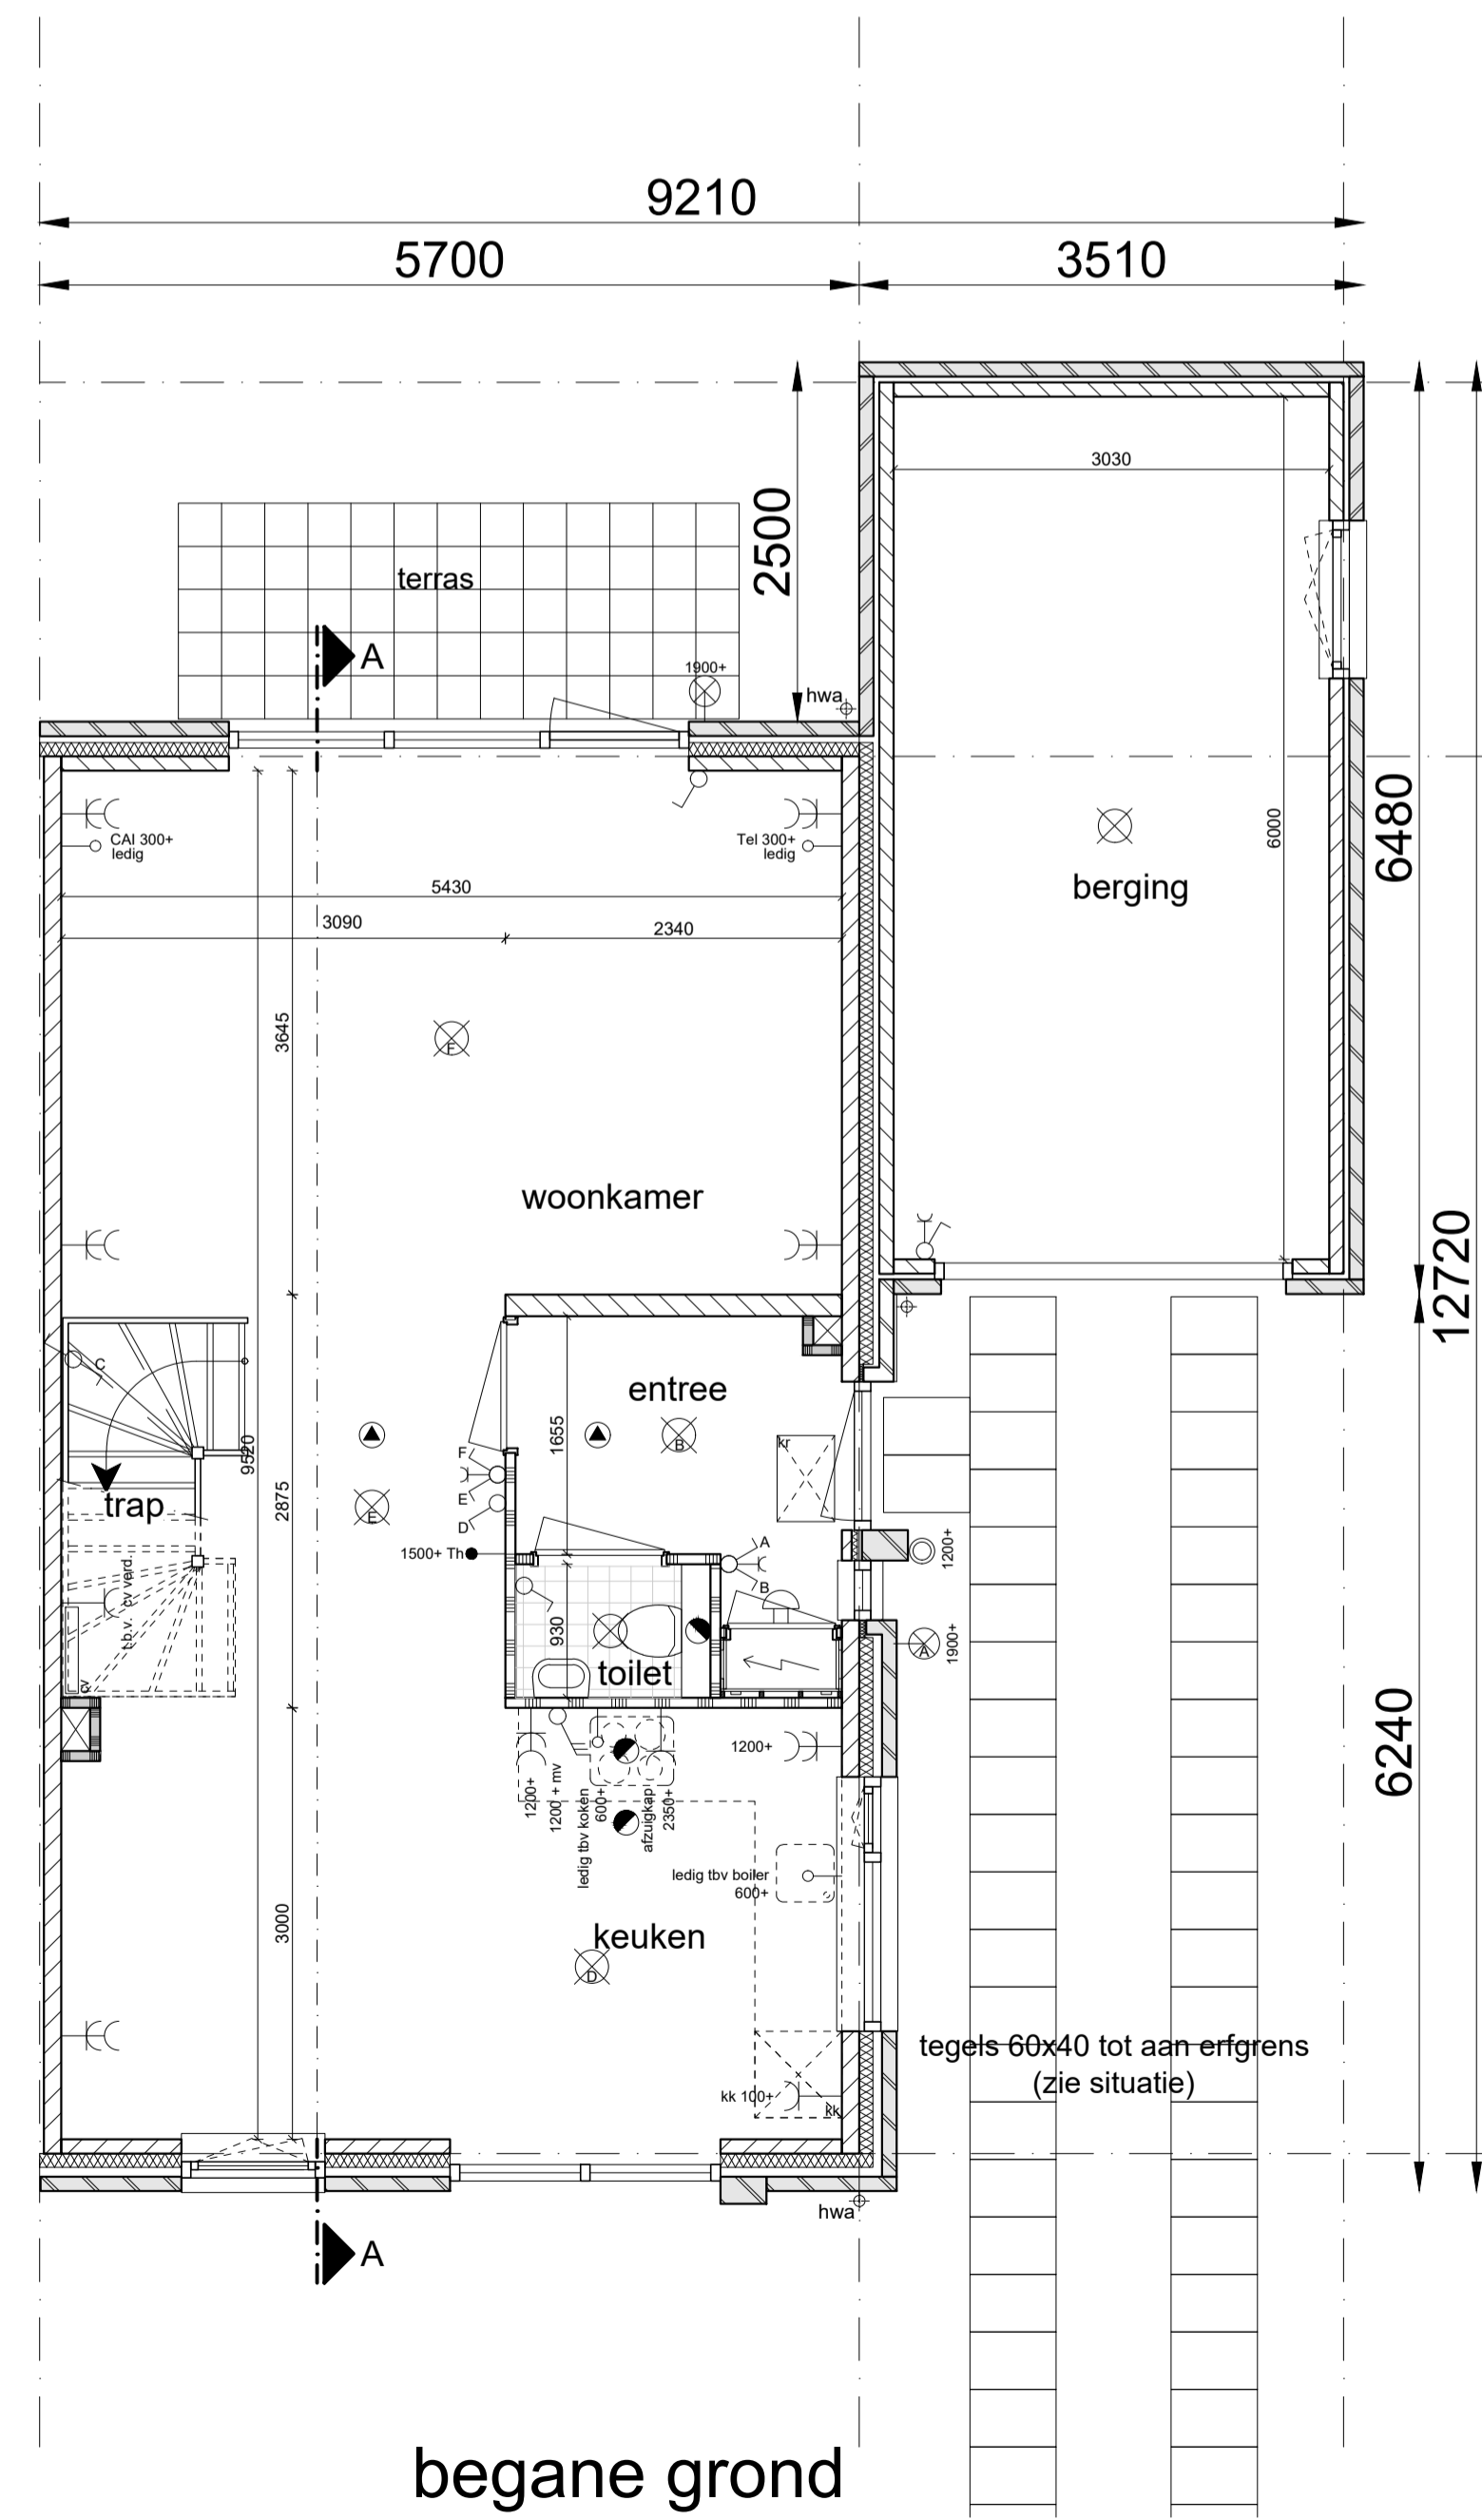 9210
5700
3510
2500
3030
terras
A
1900+
hwa
CAI 300+
ledig
Tel 300+
ledig
6000
6480
berging
5430
3090
2340
3645
F
woonkamer
12720
C
entree
1655
B
kr
9520
F
E
D
2875
trap
E
1500+ Th
A
B
1200+
t.b.v. cv verd.
930
toilet
A
1900+
cv
6240
1200+
1200+
1200 + mv
ledig tbv koken
600+
afzuigkap
2350+
ledig tbv boiler
600+
3000
keuken
D
tegels 60x40 tot aan erfgrens
(zie situatie)
kk 100+
kk
hwa
A
begane grond